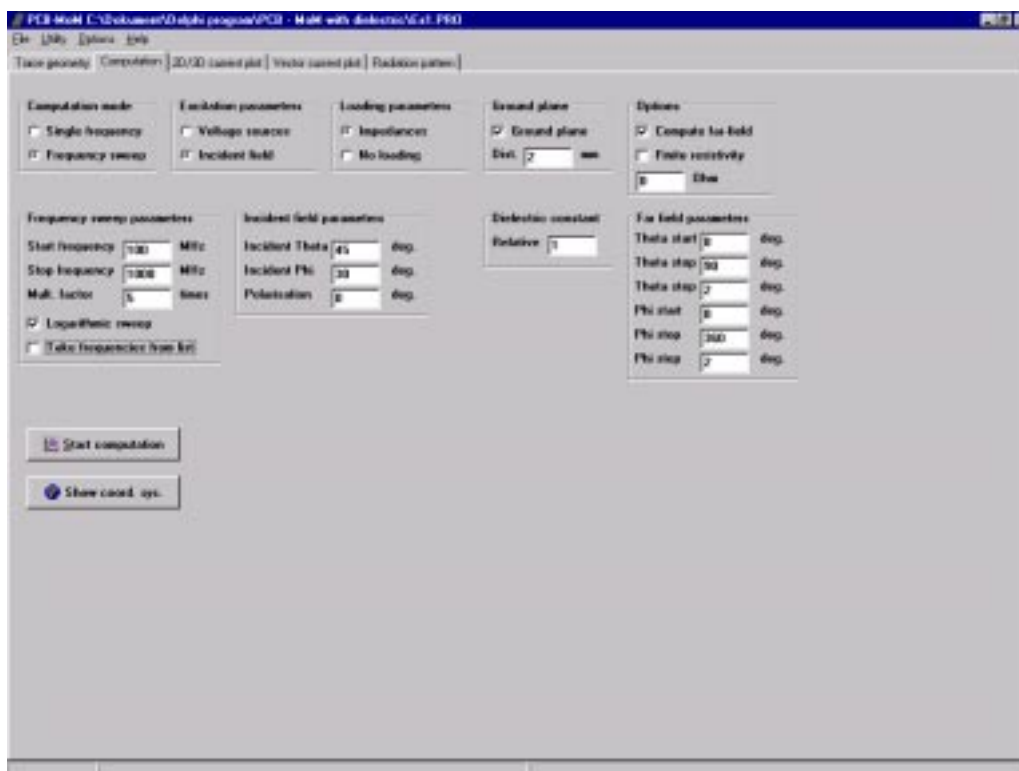 PCB-MoM C:\Dokument\Delphi program\PCB - MoM with dielectric\Ex1.PRO
File Utility Options Help
Trace geometry Computation 2D/3D current plot Vector current plot Radiation pattern
Computation mode
Single frequency
Frequency sweep
Excitation parameters
Voltage sources
Incident field
Loading parameters
Impedances
No loading
Ground plane
Ground plane
Dist. 2 mm
Options
Compute far-field
Finite resistivity
0 Ohm
Frequency sweep parameters
Start frequency 100 MHz
Stop frequency 1000 MHz
Mult. factor 5 times
Logarithmic sweep
Take frequencies from list
Incident field parameters
Incident Theta 45 deg.
Incident Phi 30 deg.
Polarisation 0 deg.
Dielectric constant
Relative 1
Far field parameters
Theta start 0 deg.
Theta stop 90 deg.
Theta step 2 deg.
Phi start 0 deg.
Phi stop 360 deg.
Phi step 2 deg.
Start computation
Show coord. sys.